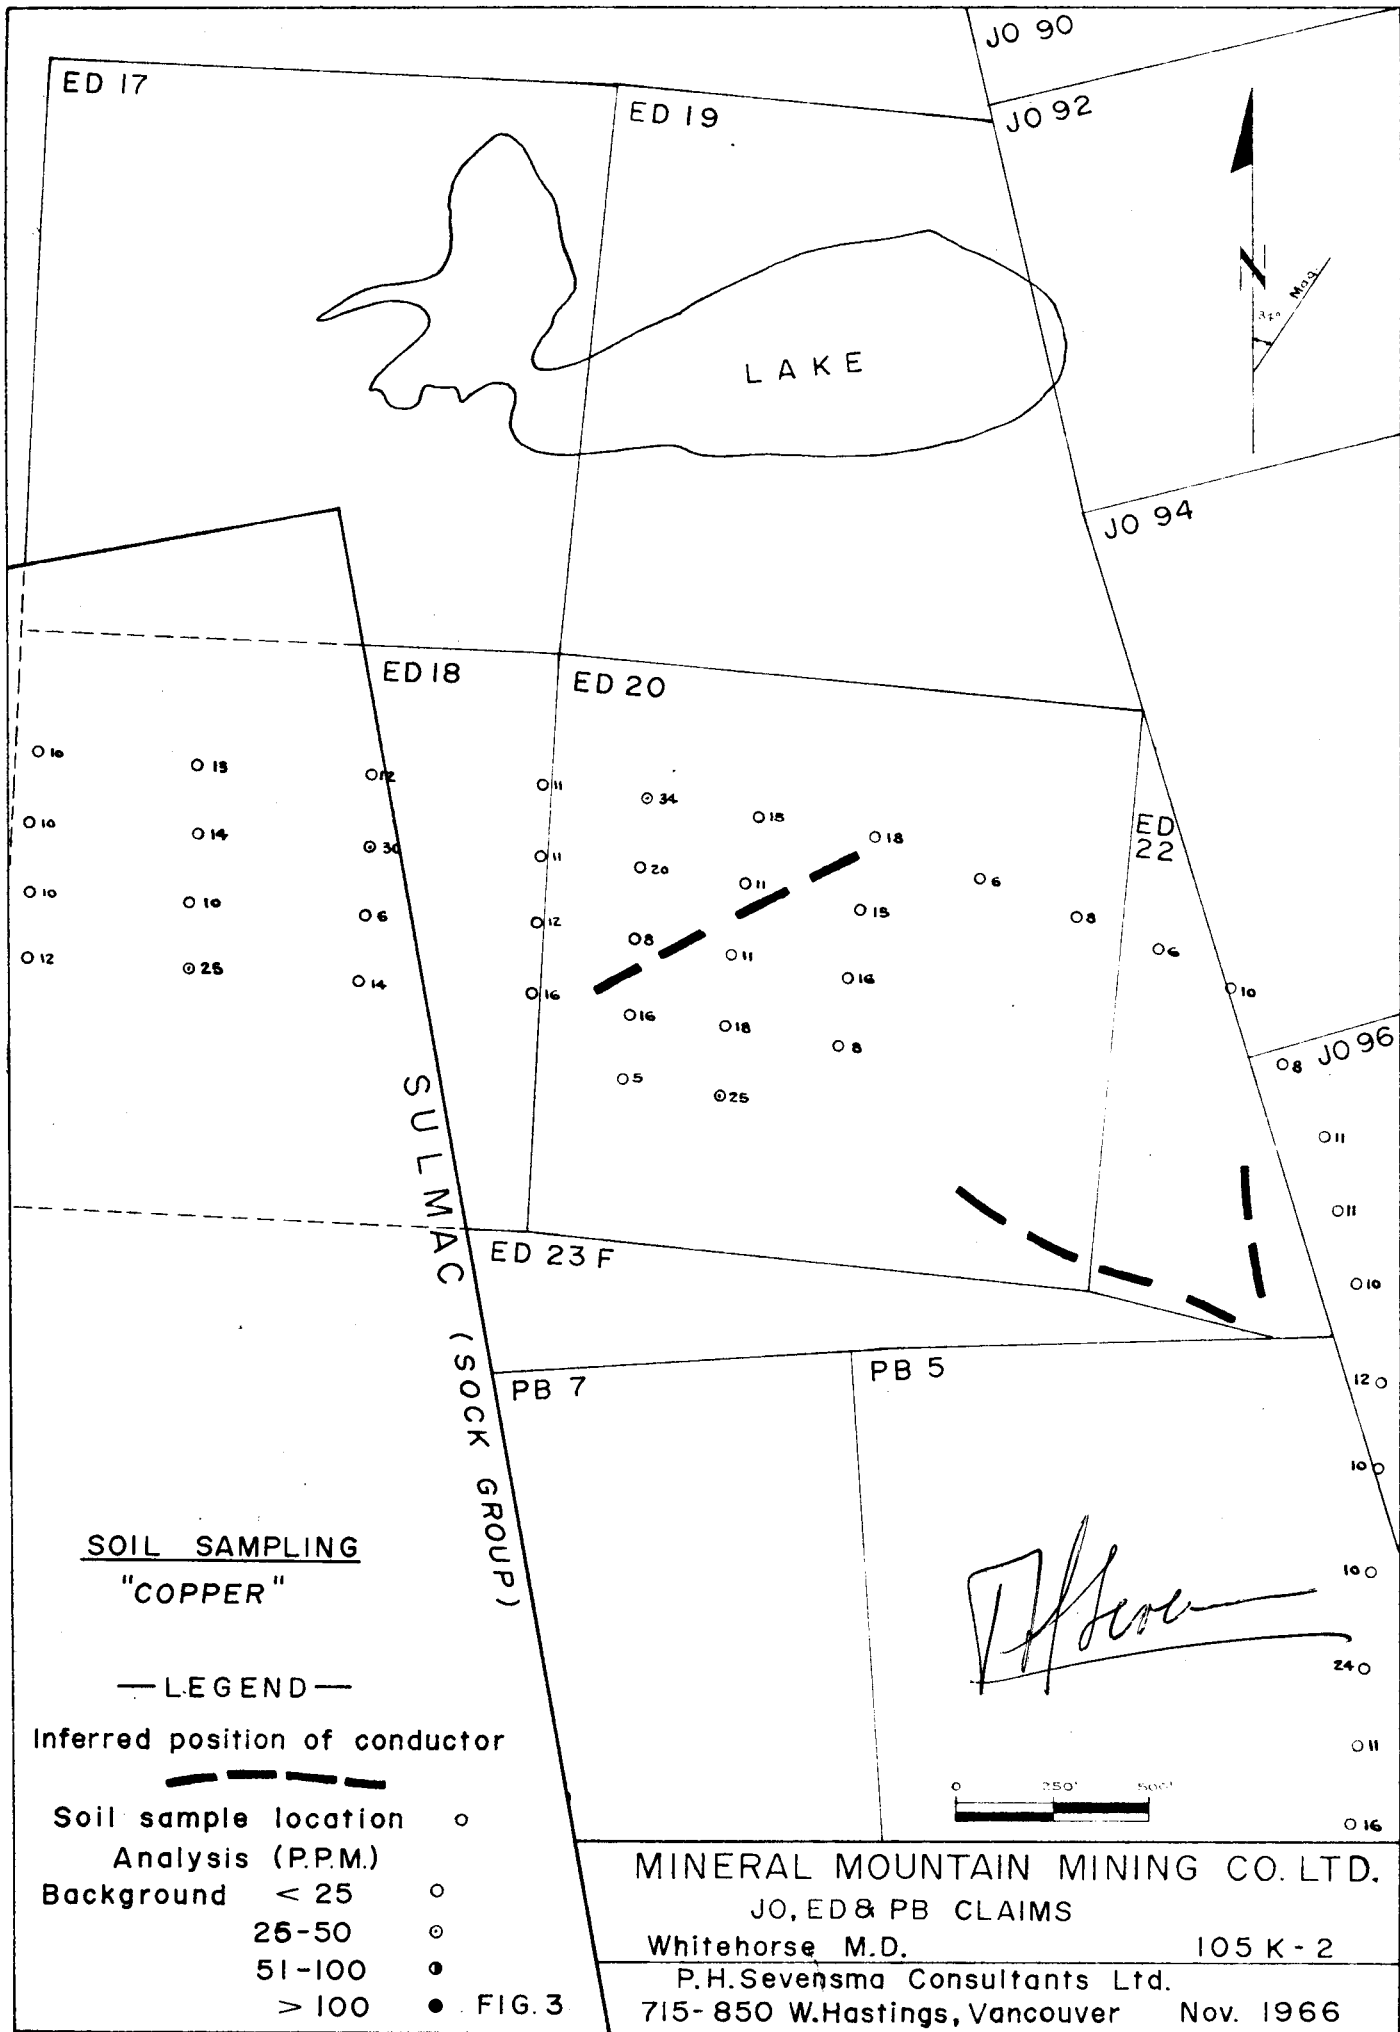 JO 90
ED 17
ED 19
JO 92
N
Mag.
LAKE
JO 94
ED 18
ED 20
10
13
12
11
34
15
18
ED
22
10
14
30
11
20
11
6
10
10
6
12
8
15
8
6
12
25
14
16
11
16
10
16
18
8
8
JO 96
5
25
11
11
10
SULMAC (SOCK GROUP)
ED 23 F
PB 7
PB 5
12
10
10
24
11
16
SOIL SAMPLING
"COPPER"
—LEGEND—
Inferred position of conductor
Soil sample location
Analysis (P.P.M.)
Background < 25
25-50
51-100
> 100
FIG. 3
0 250' 500'
MINERAL MOUNTAIN MINING CO. LTD.
JO, ED & PB CLAIMS
Whitehorse M.D. 105 K-2
P.H. Sevensma Consultants Ltd.
715-850 W. Hastings, Vancouver Nov. 1966